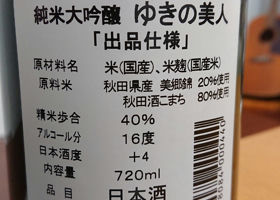 純米大吟醸 ゆきの美人
「出品仕様」
原材料名 米(国産)、米麹(国産米)
原料米 秋田県産 美郷錦 20%使用
秋田酒こまち 80%使用
精米歩合 40%
アルコール分 16度
日本酒度 +4
内容量 720ml
品目 日本酒